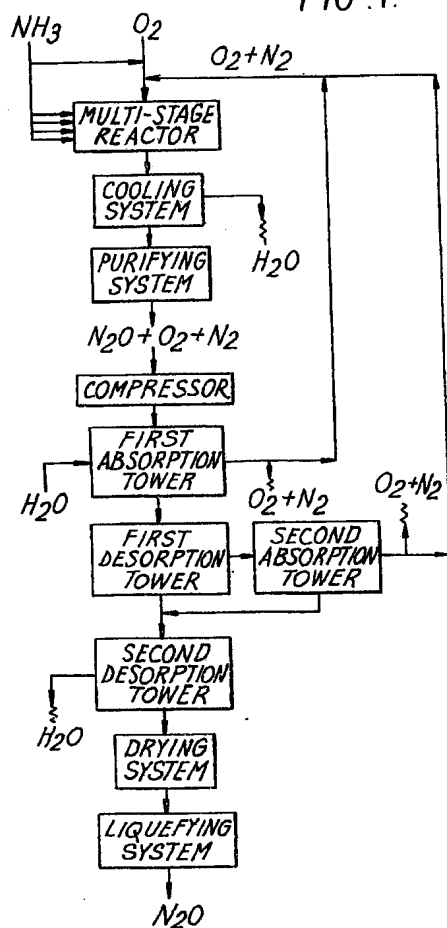 FIG. 1.
NH3
O2
O2+N2
MULTI-STAGE
REACTOR
COOLING
SYSTEM
H2O
PURIFYING
SYSTEM
N2O+O2+N2
COMPRESSOR
FIRST
ABSORPTION
TOWER
H2O
O2+N2
O2+N2
FIRST
DESORPTION
TOWER
SECOND
ABSORPTION
TOWER
SECOND
DESORPTION
TOWER
H2O
DRYING
SYSTEM
LIQUEFYING
SYSTEM
N2O